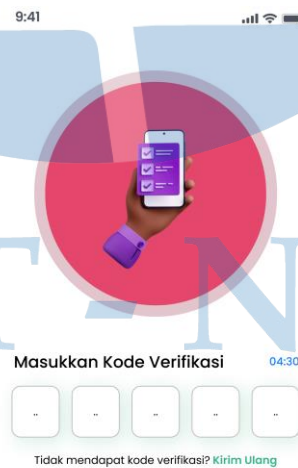 9:41
T-N
Masukkan Kode Verifikasi 04:30
.. .. .. .. ..
Tidak mendapat kode verifikasi? Kirim Ulang